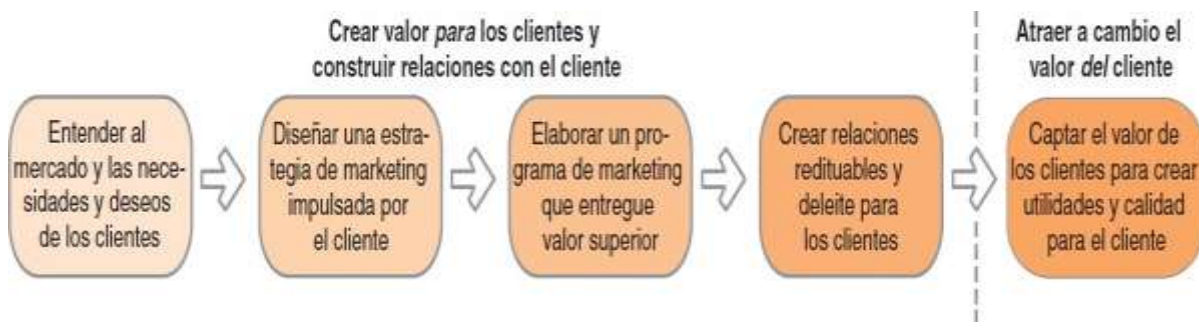 Crear valor para los clientes y
construir relaciones con el cliente
Atraer a cambio el
valor del cliente
Entender al
mercado y las nece-
sidades y deseos
de los clientes
Diseñar una estra-
tegia de marketing
impulsada por
el cliente
Elaborar un pro-
grama de marketing
que entregue
valor superior
Crear relaciones
redituables y
deleite para
los clientes
Captar el valor de
los clientes para crear
utilidades y calidad
para el cliente